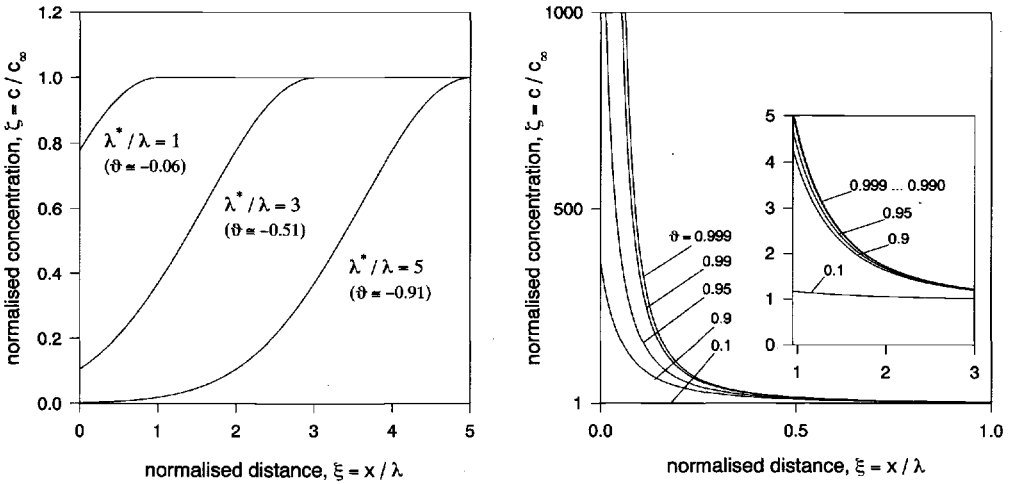 normalised concentration, ζ = c / c∞
1.2
1.0
0.8
0.6
0.4
0.2
0.0
λ* / λ = 1
(ϑ ≅ −0.06)
λ* / λ = 3
(ϑ ≅ −0.51)
λ* / λ = 5
(ϑ ≅ −0.91)
0 1 2 3 4 5
normalised distance, ξ = x / λ
normalised concentration, ζ = c / c∞
1000
500
1
ϑ = 0.999
0.99
0.95
0.9
0.1
5
4
3
2
1
0
0.999 ... 0.990
0.95
0.9
0.1
1 2 3
0.0 0.5 1.0
normalised distance, ξ = x / λ